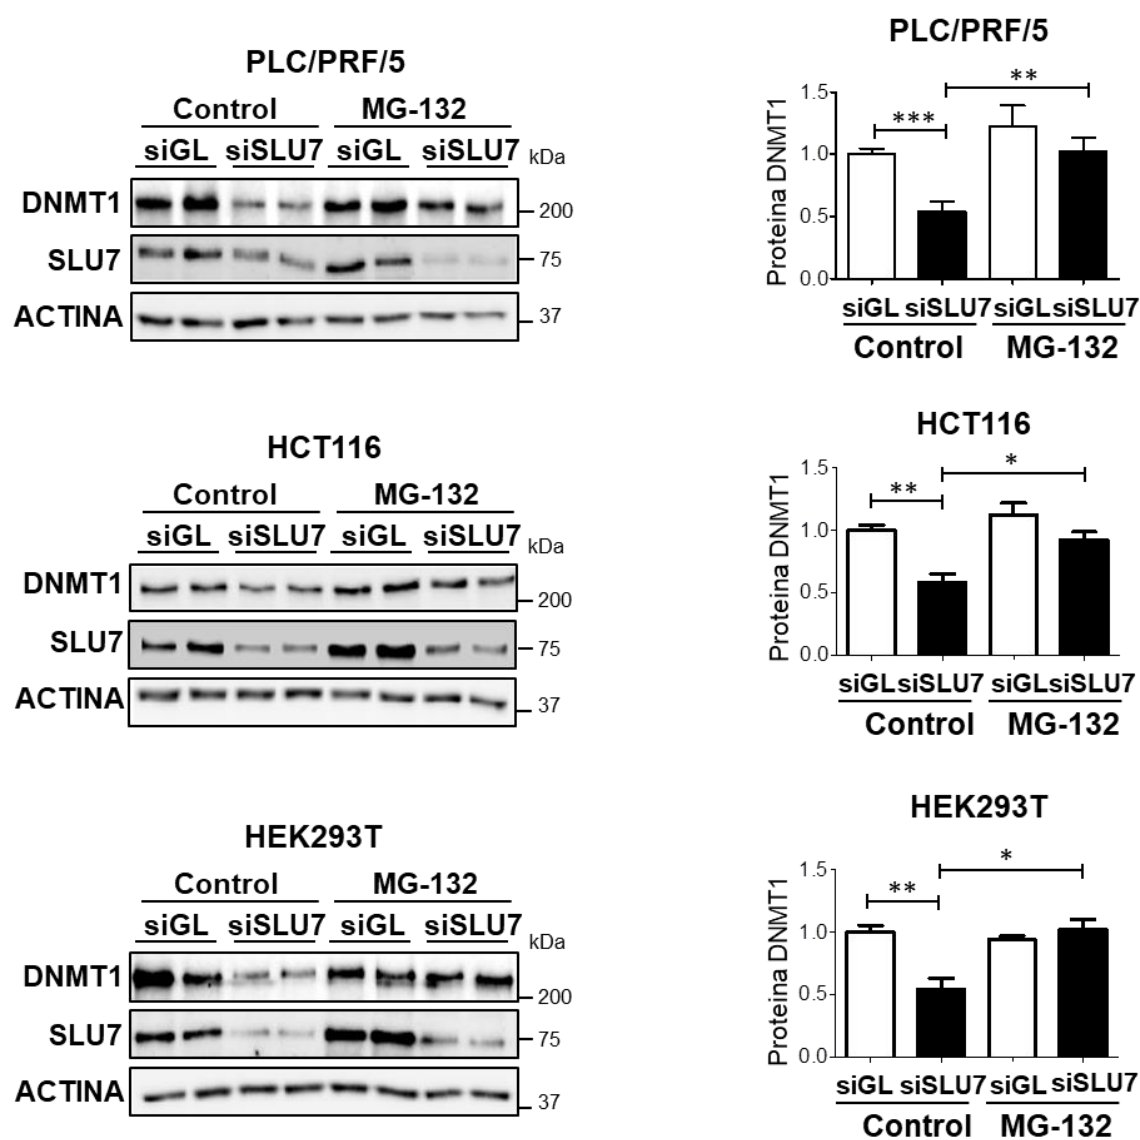 PLC/PRF/5
Control MG-132
siGL siSLU7 siGL siSLU7 kDa
DNMT1 200
SLU7 75
ACTINA 37
PLC/PRF/5
**
***
Proteina DNMT1
1.5
1.0
0.5
0.0
siGL siSLU7 siGL siSLU7
Control MG-132
HCT116
Control MG-132
siGL siSLU7 siGL siSLU7 kDa
DNMT1 200
SLU7 75
ACTINA 37
HCT116
*
**
Proteina DNMT1
1.5
1.0
0.5
0.0
siGL siSLU7 siGL siSLU7
Control MG-132
HEK293T
Control MG-132
siGL siSLU7 siGL siSLU7 kDa
DNMT1 200
SLU7 75
ACTINA 37
HEK293T
*
**
Proteina DNMT1
1.5
1.0
0.5
0.0
siGL siSLU7 siGL siSLU7
Control MG-132